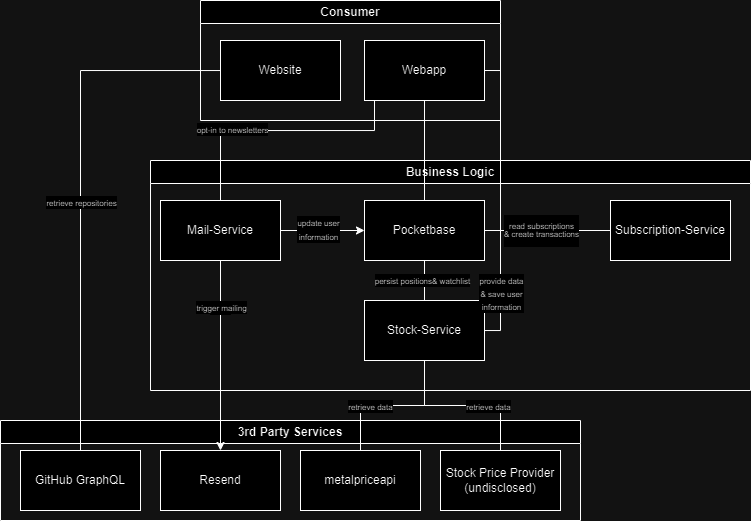 Consumer
Website
Webapp
opt-in to newsletters
retrieve repositories
Business Logic
Mail-Service
update user
information
Pocketbase
read subscriptions
& create transactions
Subscription-Service
persist positions& watchlist
provide data
& save user
information
trigger mailing
Stock-Service
retrieve data
retrieve data
3rd Party Services
GitHub GraphQL
Resend
metalpriceapi
Stock Price Provider
(undisclosed)